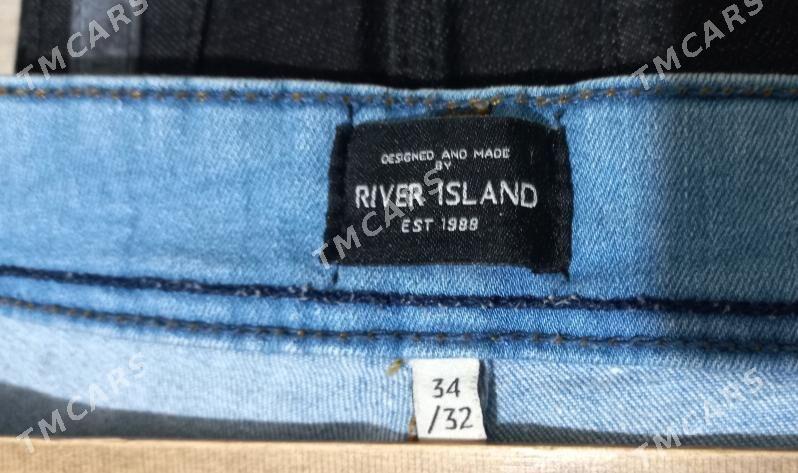 TMCARS
TMCARS
DESIGNED AND MADE
BY
RIVER ISLAND
EST 1988
TMCARS
34
/32
TMCARS
TMCARS